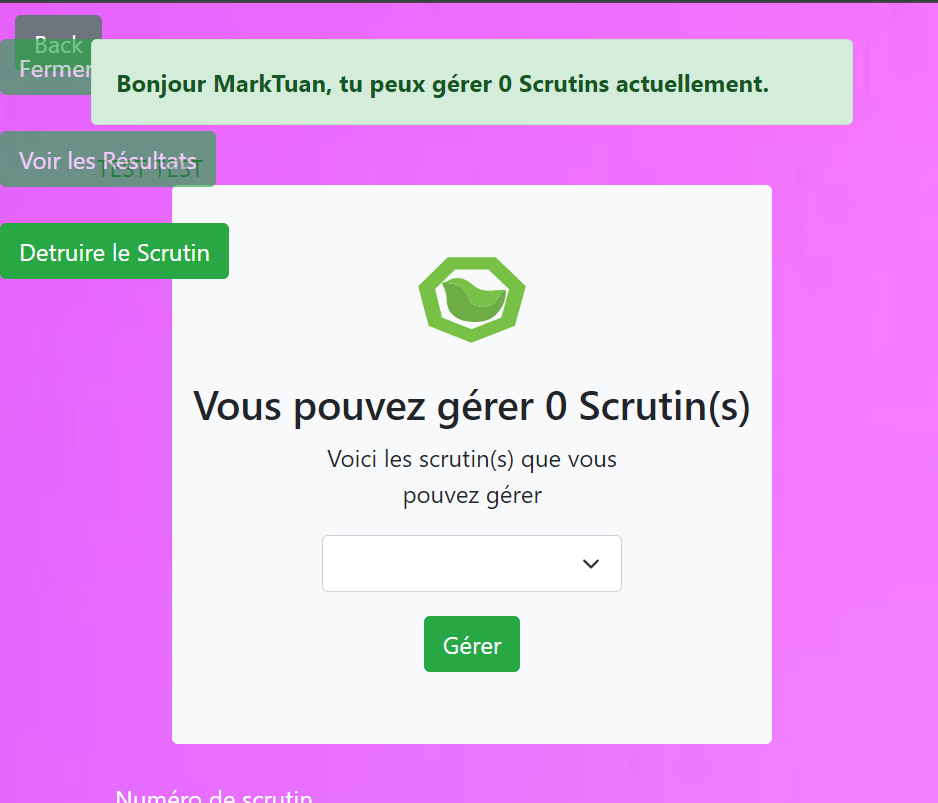 Back
Fermer
Bonjour MarkTuan, tu peux gérer 0 Scrutins actuellement.
Voir les Résultats
TEST TEST
Detruire le Scrutin
Vous pouvez gérer 0 Scrutin(s)
Voici les scrutin(s) que vous
pouvez gérer
Gérer
Numéro de scrutin